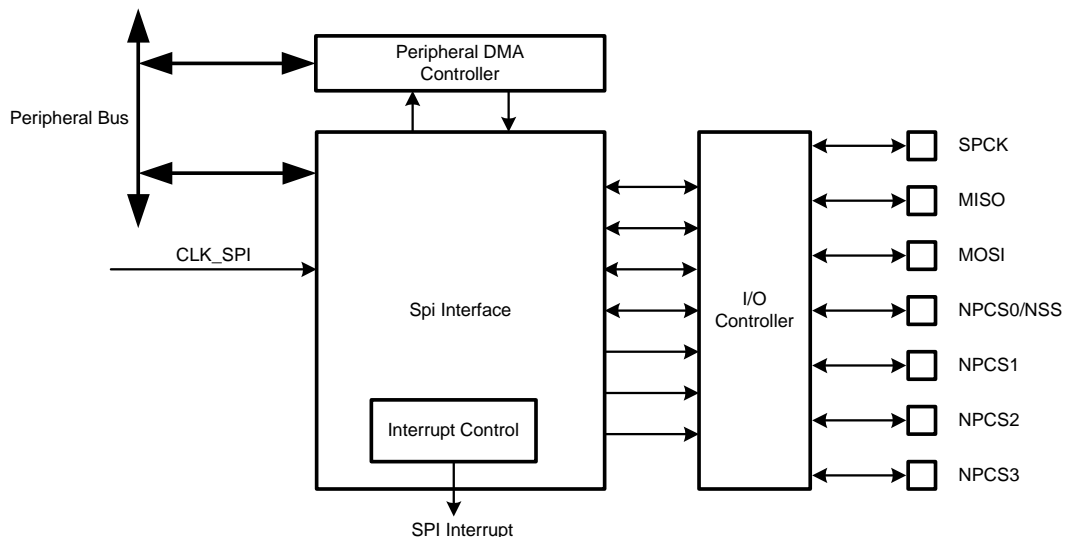 Peripheral DMA
Controller
Peripheral Bus
CLK_SPI
Spi Interface
Interrupt Control
SPI Interrupt
I/O
Controller
SPCK
MISO
MOSI
NPCS0/NSS
NPCS1
NPCS2
NPCS3